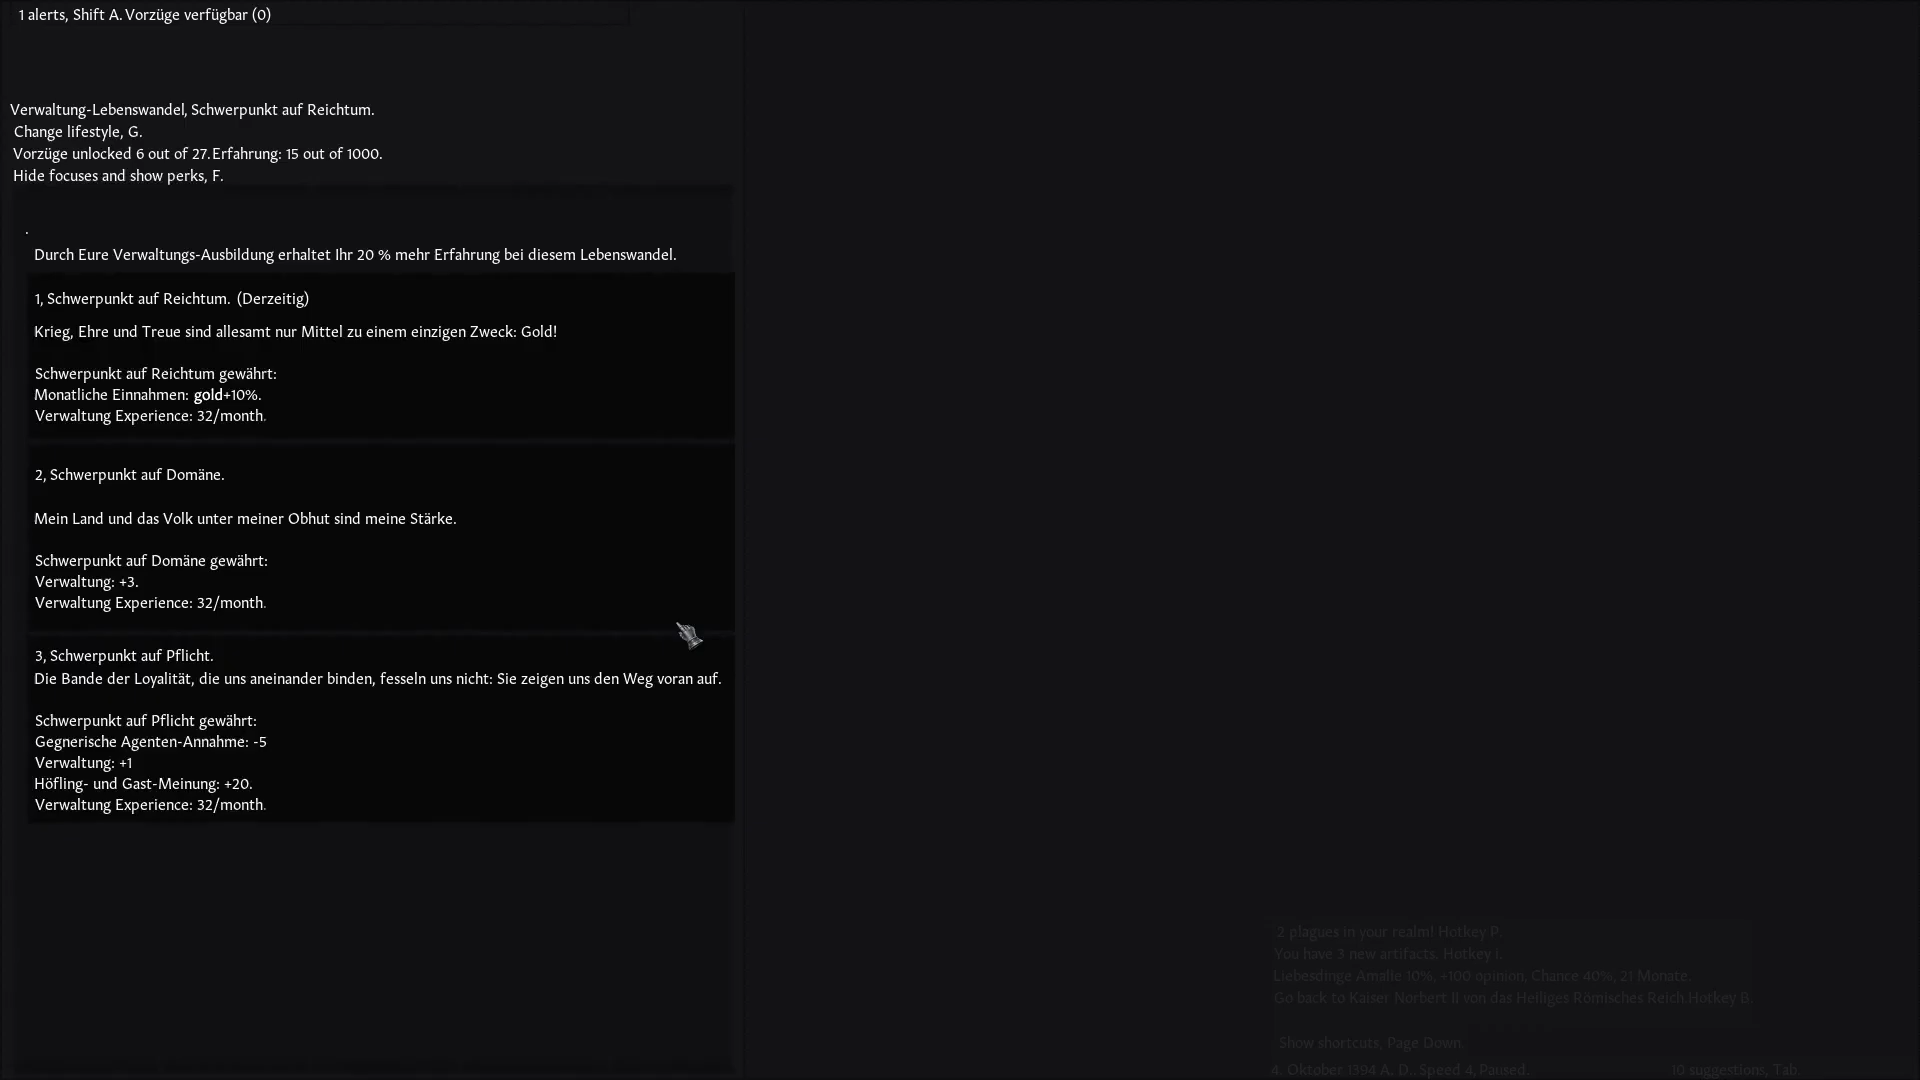 1 alerts, Shift A. Vorzüge verfügbar (0)
Verwaltung-Lebenswandel, Schwerpunkt auf Reichtum.
Change lifestyle, G.
Vorzüge unlocked 6 out of 27. Erfahrung: 15 out of 1000.
Hide focuses and show perks, F.
.
Durch Eure Verwaltungs-Ausbildung erhaltet Ihr 20 % mehr Erfahrung bei diesem Lebenswandel.
1, Schwerpunkt auf Reichtum. (Derzeitig)
Krieg, Ehre und Treue sind allesamt nur Mittel zu einem einzigen Zweck: Gold!
Schwerpunkt auf Reichtum gewährt:
Monatliche Einnahmen: gold+10%.
Verwaltung Experience: 32/month.
2, Schwerpunkt auf Domäne.
Mein Land und das Volk unter meiner Obhut sind meine Stärke.
Schwerpunkt auf Domäne gewährt:
Verwaltung: +3.
Verwaltung Experience: 32/month.
3, Schwerpunkt auf Pflicht.
Die Bande der Loyalität, die uns aneinander binden, fesseln uns nicht: Sie zeigen uns den Weg voran auf.
Schwerpunkt auf Pflicht gewährt:
Gegnerische Agenten-Annahme: -5
Verwaltung: +1
Höfling- und Gast-Meinung: +20.
Verwaltung Experience: 32/month.
2 plagues in your realm! Hotkey P.
You have 3 new artifacts. Hotkey I.
Liebesdinge Amalie 10%, +100 opinion, Chance 40%, 21 Monate.
Go back to Kaiser Norbert II von das Heiliges Römisches Reich.Hotkey B
Show shortcuts, Page Down.
4. Oktober 1394 A. D.. Speed 4, Paused. 10 suggestions, Tab.